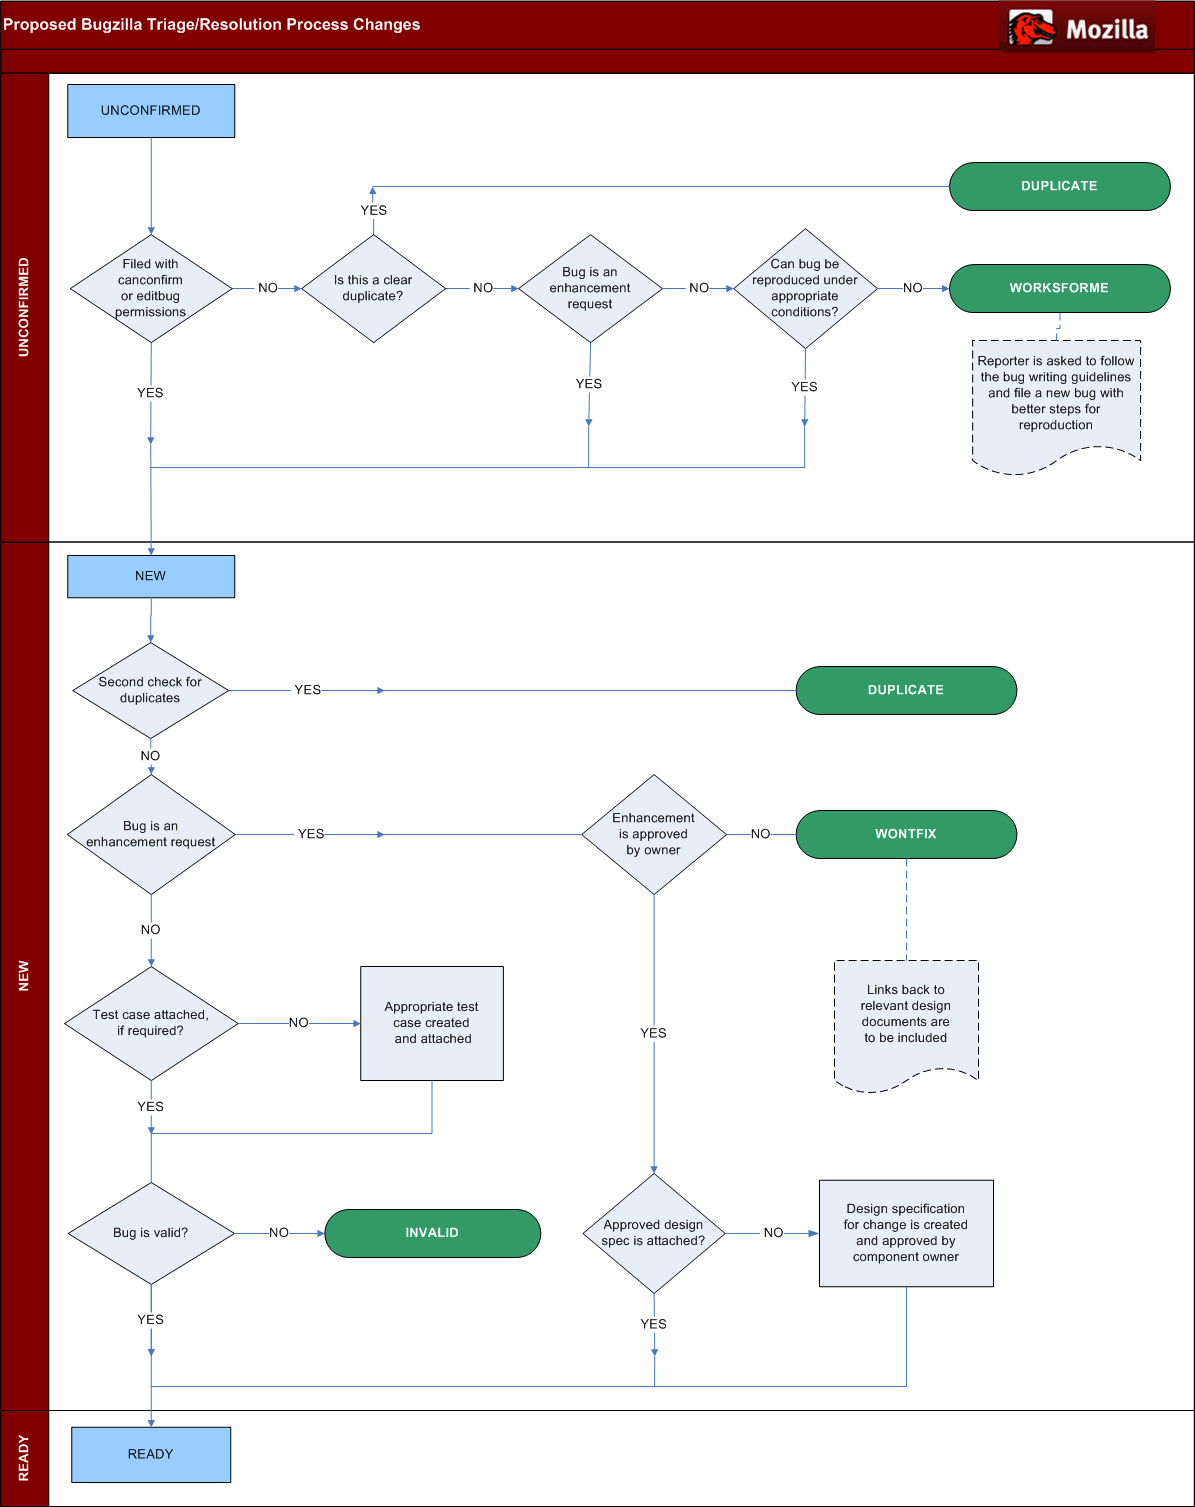 Proposed Bugzilla Triage/Resolution Process Changes
Mozilla
UNCONFIRMED
UNCONFIRMED
DUPLICATE
YES
Filed with
canconfirm
or editbug
permissions
NO
Is this a clear
duplicate?
NO
Bug is an
enhancement
request
NO
Can bug be
reproduced under
appropriate
conditions?
NO
WORKSFORME
Reporter is asked to follow
the bug writing guidelines
and file a new bug with
better steps for
reproduction
YES
YES
YES
NEW
NEW
Second check for
duplicates
YES
DUPLICATE
NO
Bug is an
enhancement request
YES
Enhancement
is approved
by owner
NO
WONTFIX
NO
Links back to
relevant design
documents are
to be included
Test case attached,
if required?
NO
Appropriate test
case created
and attached
YES
YES
Bug is valid?
NO
INVALID
Approved design
spec is attached?
NO
Design specification
for change is created
and approved by
component owner
YES
YES
READY
READY